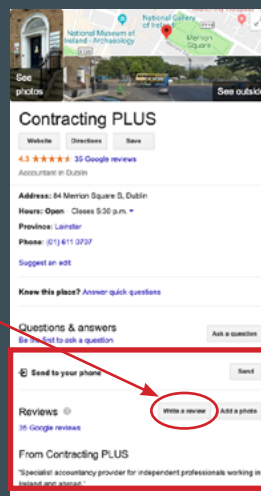 National Gallery
of Ireland
National Museum of
Ireland - Archaeology
Merrion
Square
See
photos
See outside
Contracting PLUS
Website Directions Save
4.3 ★★★★★ 35 Google reviews
Accountant in Dublin
Address: 84 Merrion Square S, Dublin
Hours: Open · Closes 5:30 p.m.
Province: Leinster
Phone: (01) 611 0707
Suggest an edit
Know this place? Answer quick questions
Questions & answers
Be the first to ask a question
Ask a question
Send to your phone
Send
Reviews
Write a review
Add a photo
35 Google reviews
From Contracting PLUS
"Specialist accountancy provider for independent professionals working in
Ireland and abroad."